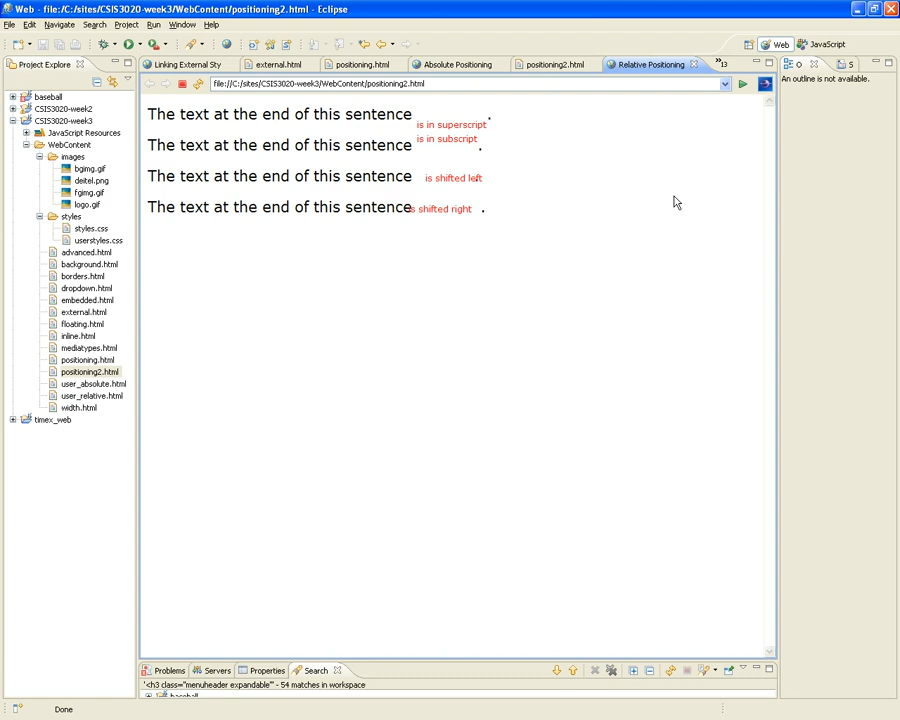 Web - file:/C:/sites/CSIS3020-week3/WebContent/positioning2.html - Eclipse
File Edit Navigate Search Project Run Window Help
Web JavaScript
Project Explore
Linking External Sty external.html positioning.html Absolute Positioning positioning2.html Relative Positioning »13 O S
file://C:/sites/CSIS3020-week3/WebContent/positioning2.html
An outline is not available.
baseball
CSIS3020-week2
CSIS3020-week3
JavaScript Resources
WebContent
images
bgimg.gif
deitel.png
fgimg.gif
logo.gif
styles
styles.css
userstyles.css
advanced.html
background.html
borders.html
dropdown.html
embedded.html
external.html
floating.html
inline.html
mediatypes.html
positioning.html
positioning2.html
user_absolute.html
user_relative.html
width.html
timex_web
The text at the end of this sentence is in superscript.
The text at the end of this sentence is in subscript.
The text at the end of this sentence is shifted left.
The text at the end of this sentence is shifted right.
Problems Servers Properties Search
'<h3 class="menuheader expandable"' - 54 matches in workspace
baseball
Done